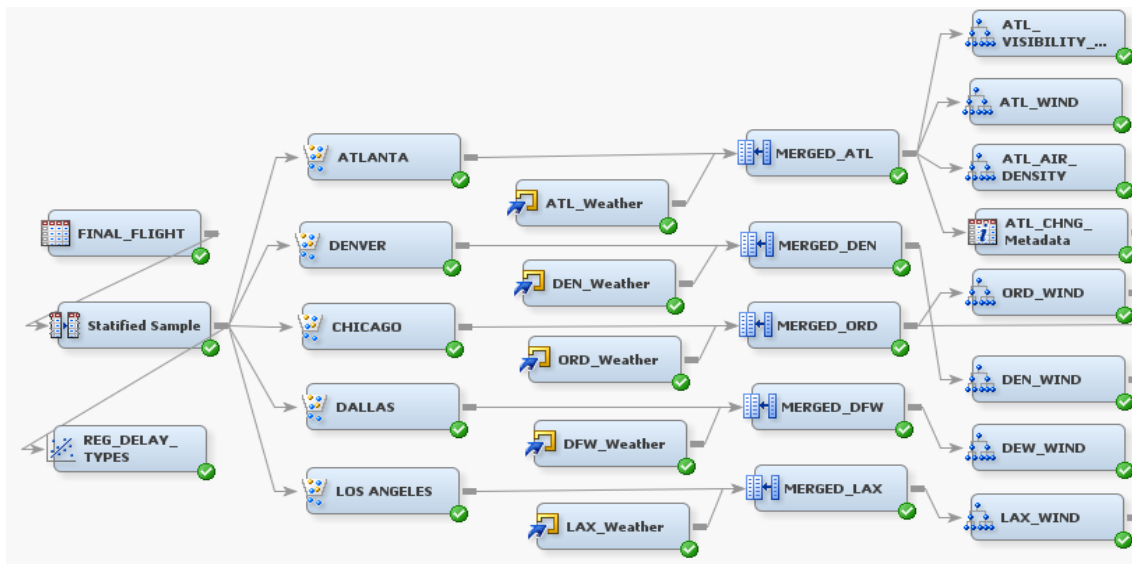 ATL_
VISIBILITY_...
ATL_WIND
ATLANTA
MERGED_ATL
ATL_AIR_
DENSITY
ATL_Weather
FINAL_FLIGHT
DENVER
MERGED_DEN
ATL_CHNG_
Metadata
DEN_Weather
ORD_WIND
Statified Sample
CHICAGO
MERGED_ORD
ORD_Weather
DEN_WIND
DALLAS
MERGED_DFW
REG_DELAY_
TYPES
DFW_Weather
DEW_WIND
LOS ANGELES
MERGED_LAX
LAX_Weather
LAX_WIND